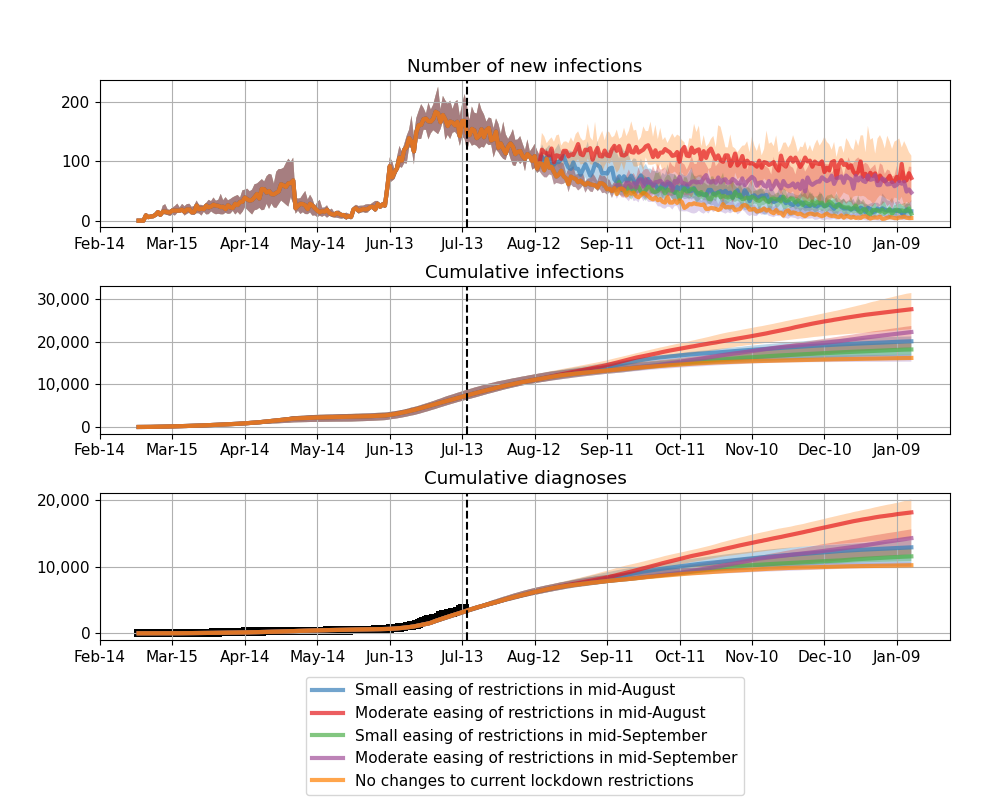 Number of new infections
200
100
0
Feb-14 Mar-15 Apr-14 May-14 Jun-13 Jul-13 Aug-12 Sep-11 Oct-11 Nov-10 Dec-10 Jan-09
Cumulative infections
30,000
20,000
10,000
0
Feb-14 Mar-15 Apr-14 May-14 Jun-13 Jul-13 Aug-12 Sep-11 Oct-11 Nov-10 Dec-10 Jan-09
Cumulative diagnoses
20,000
10,000
0
Feb-14 Mar-15 Apr-14 May-14 Jun-13 Jul-13 Aug-12 Sep-11 Oct-11 Nov-10 Dec-10 Jan-09
Small easing of restrictions in mid-August
Moderate easing of restrictions in mid-August
Small easing of restrictions in mid-September
Moderate easing of restrictions in mid-September
No changes to current lockdown restrictions